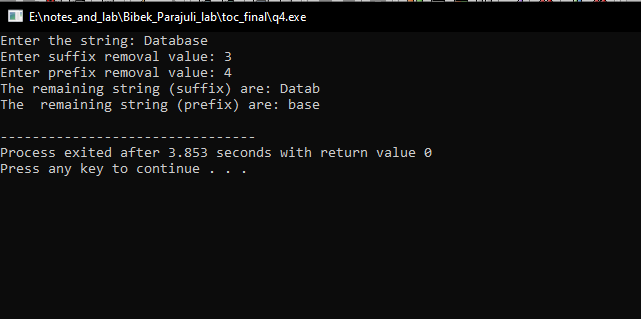 E:\notes_and_lab\Bibek_Parajuli_lab\toc_final\q4.exe
Enter the string: Database
Enter suffix removal value: 3
Enter prefix removal value: 4
The remaining string (suffix) are: Datab
The  remaining string (prefix) are: base
--------------------------------
Process exited after 3.853 seconds with return value 0
Press any key to continue . . .